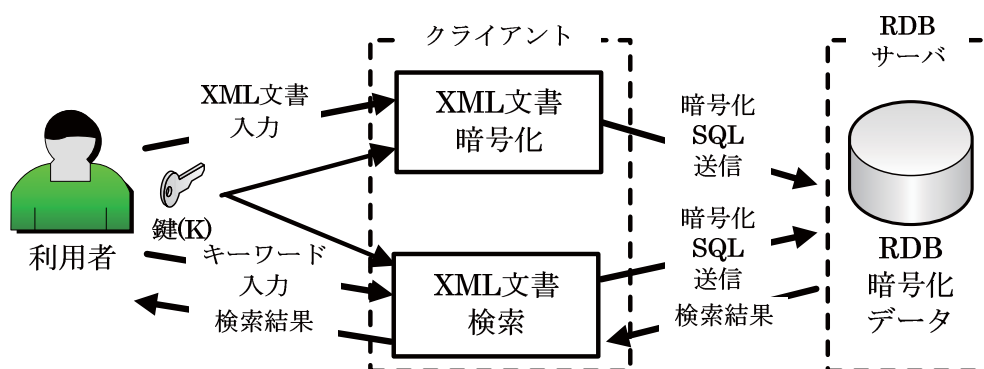 クライアント
RDB
サーバ
XML文書
入力
XML文書
暗号化
暗号化
SQL
送信
鍵(K)
利用者
キーワード
入力
検索結果
XML文書
検索
暗号化
SQL
送信
検索結果
RDB
暗号化
データ